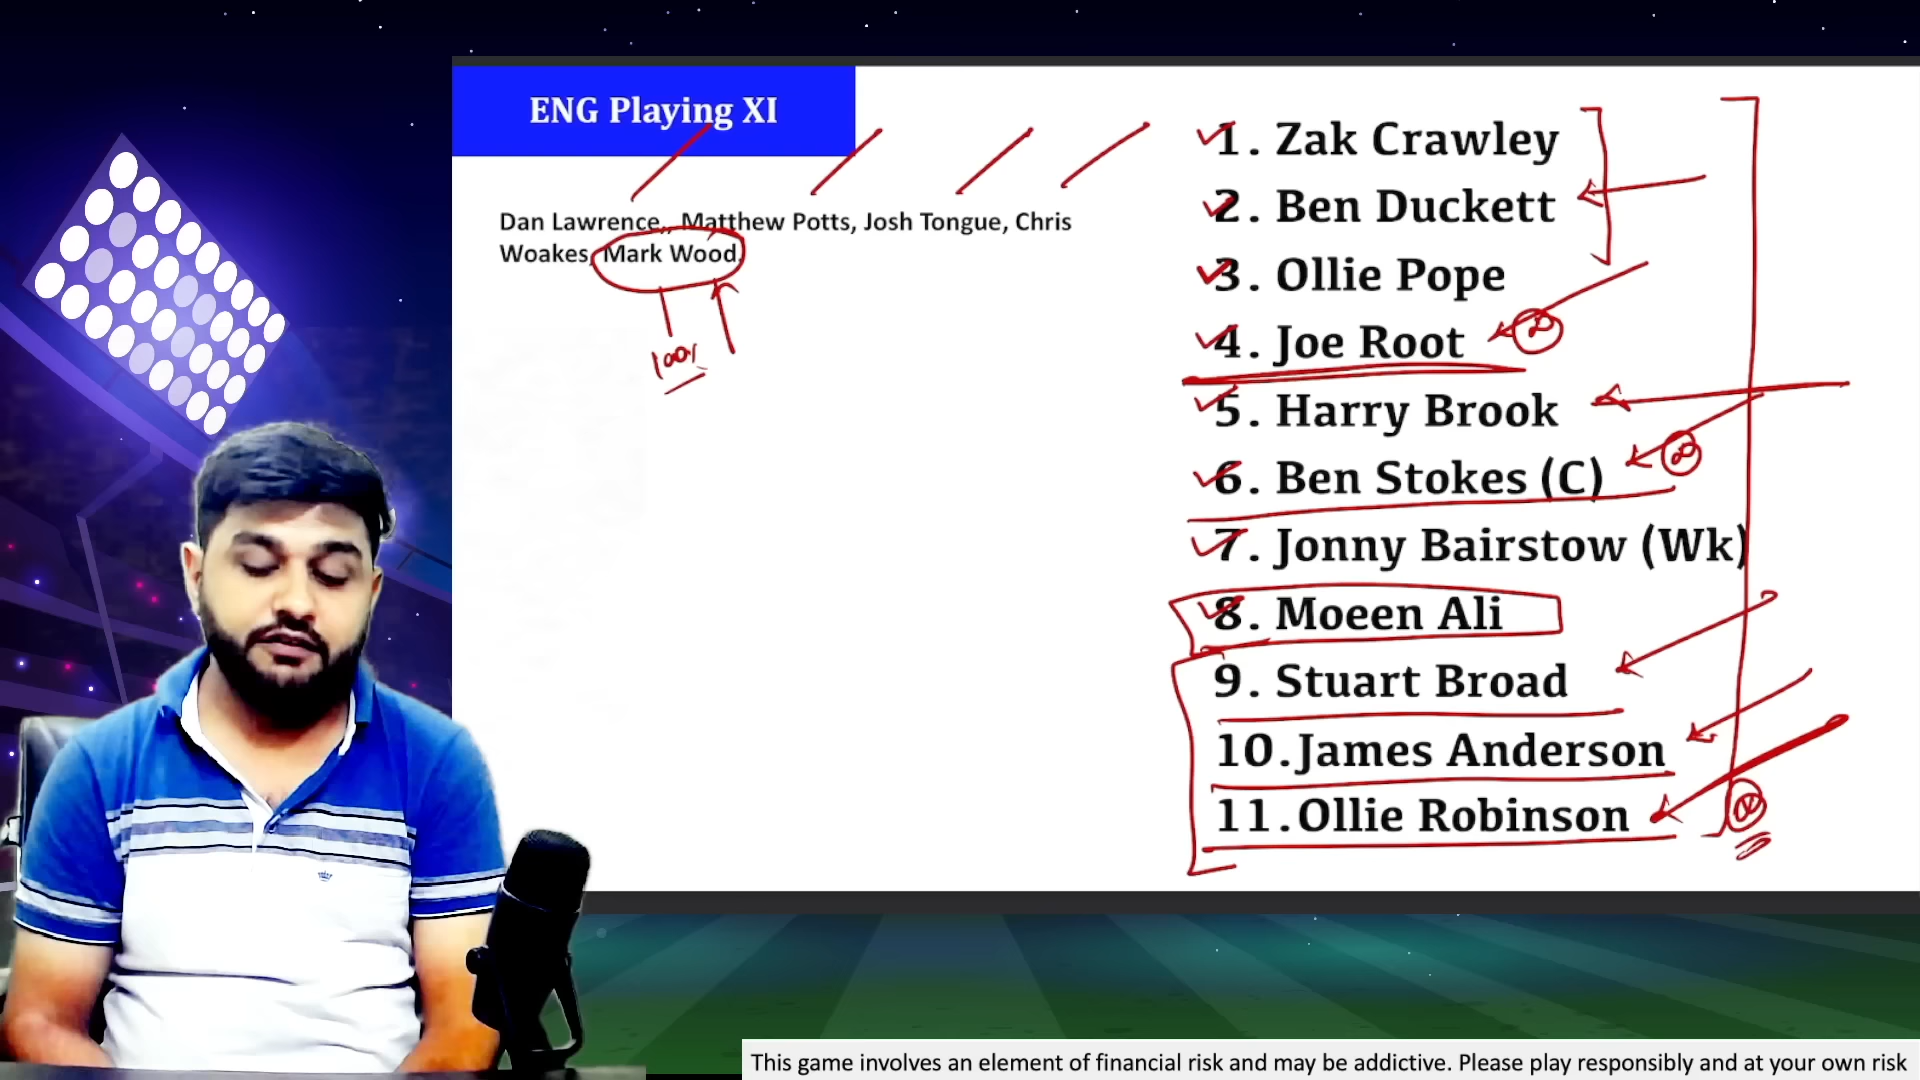 ENG Playing XI
Dan Lawrence,, Matthew Potts, Josh Tongue, Chris
Woakes, Mark Wood.
100%
1. Zak Crawley
2. Ben Duckett
3. Ollie Pope
4. Joe Root
5. Harry Brook
6. Ben Stokes (C)
7. Jonny Bairstow (Wk)
8. Moeen Ali
9. Stuart Broad
10.James Anderson
11.Ollie Robinson
This game involves an element of financial risk and may be addictive. Please play responsibly and at your own risk